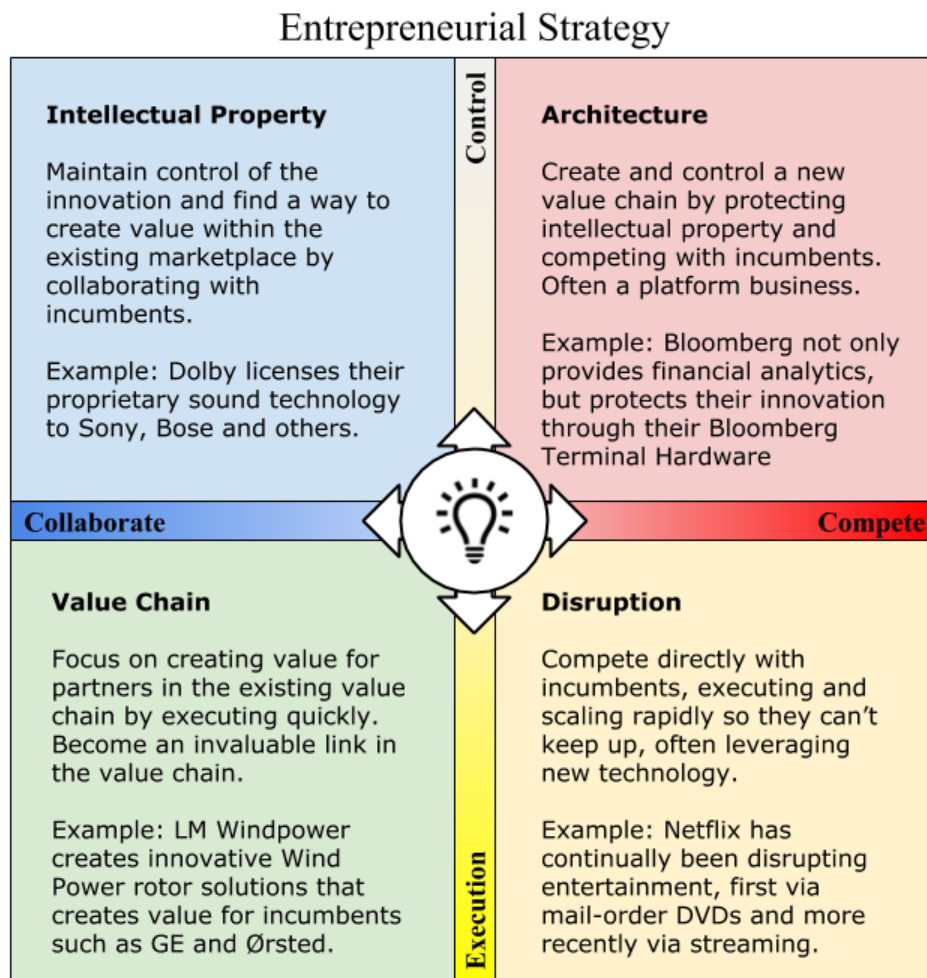 Entrepreneurial Strategy
Intellectual Property
Maintain control of the
innovation and find a way to
create value within the
existing marketplace by
collaborating with
incumbents.
Example: Dolby licenses their
proprietary sound technology
to Sony, Bose and others.
Control
Architecture
Create and control a new
value chain by protecting
intellectual property and
competing with incumbents.
Often a platform business.
Example: Bloomberg not only
provides financial analytics,
but protects their innovation
through their Bloomberg
Terminal Hardware
Collaborate
Compete
Value Chain
Focus on creating value for
partners in the existing value
chain by executing quickly.
Become an invaluable link in
the value chain.
Example: LM Windpower
creates innovative Wind
Power rotor solutions that
creates value for incumbents
such as GE and Ørsted.
Execution
Disruption
Compete directly with
incumbents, executing and
scaling rapidly so they can’t
keep up, often leveraging
new technology.
Example: Netflix has
continually been disrupting
entertainment, first via
mail-order DVDs and more
recently via streaming.